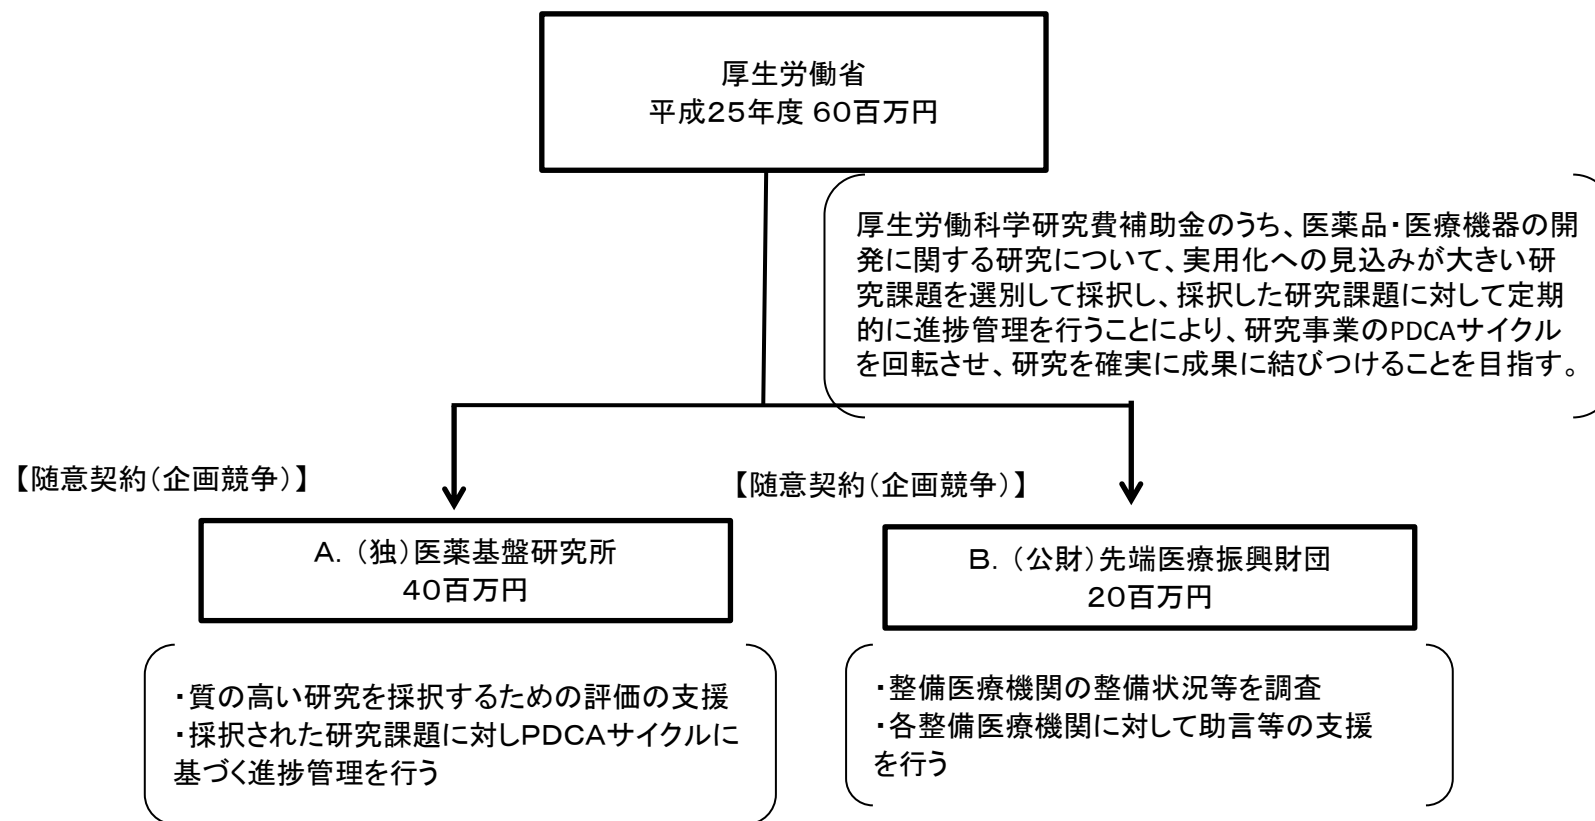 厚生労働省
平成２５年度 ６０百万円
厚生労働科学研究費補助金のうち、医薬品・医療機器の開
発に関する研究について、実用化への見込みが大きい研
究課題を選別して採択し、採択した研究課題に対して定期
的に進捗管理を行うことにより、研究事業のPDCAサイクル
を回転させ、研究を確実に成果に結びつけることを目指す。
【随意契約（企画競争）】
【随意契約（企画競争）】
Ａ．（独）医薬基盤研究所
４０百万円
Ｂ．（公財）先端医療振興財団
２０百万円
・質の高い研究を採択するための評価の支援
・採択された研究課題に対しＰＤＣＡサイクルに
基づく進捗管理を行う
・整備医療機関の整備状況等を調査
・各整備医療機関に対して助言等の支援
を行う